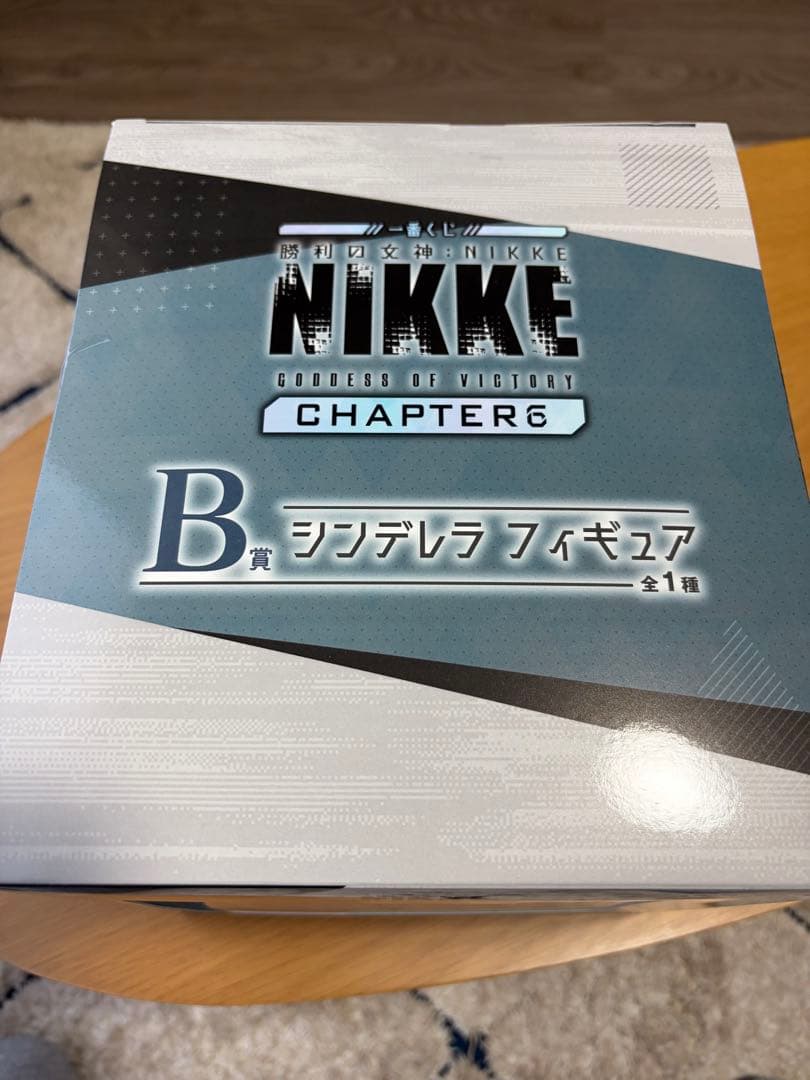 一番くじ
勝利の女神:NIKKE
NIKKE
GODDESS OF VICTORY
CHAPTER6
B賞 シンデレラ フィギュア
全1種